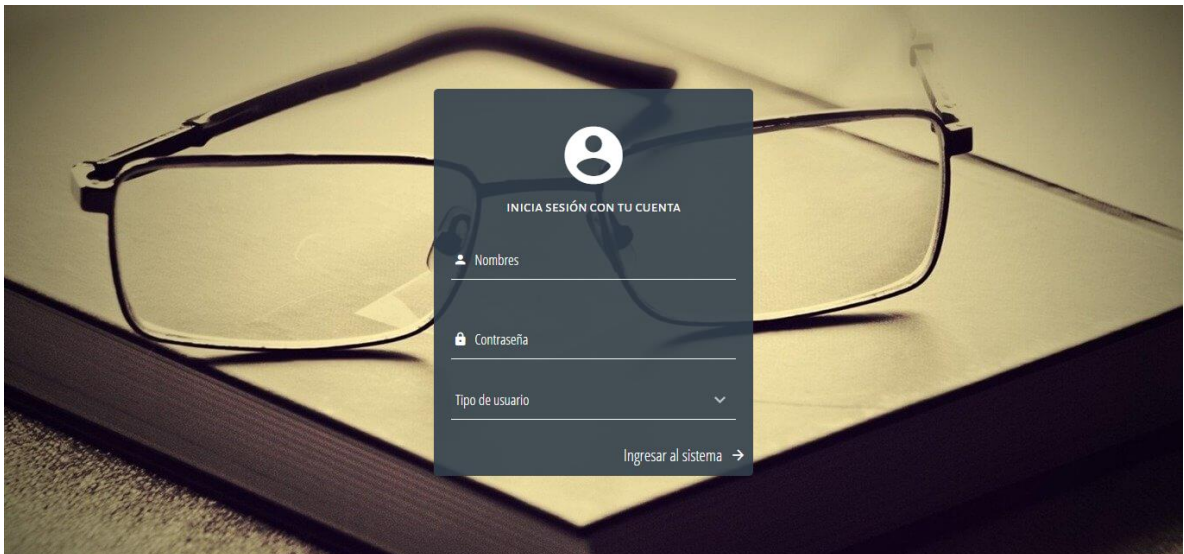 INICIA SESIÓN CON TU CUENTA
Nombres
Contraseña
Tipo de usuario
Ingresar al sistema